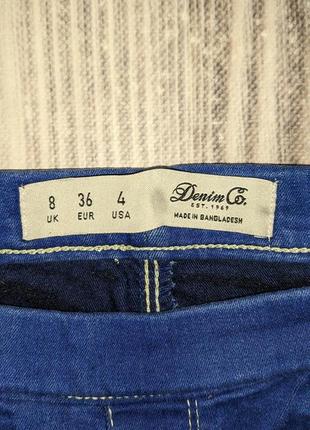 8 36 4
UK EUR USA
Denim Co.
EST. 1969
MADE IN BANGLADESH